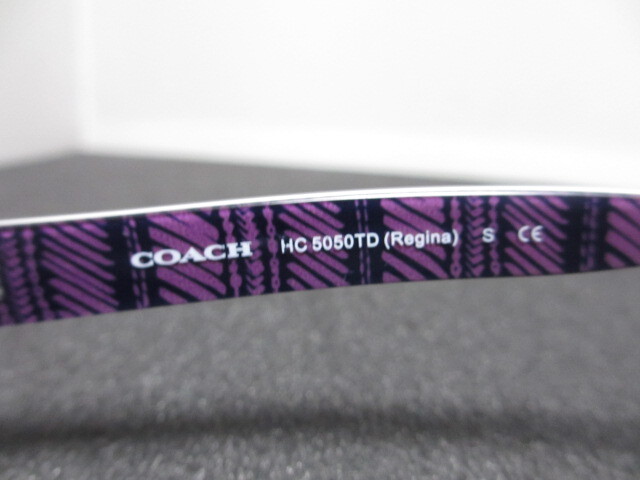 COACH HC 5050TD (Regina) S CE